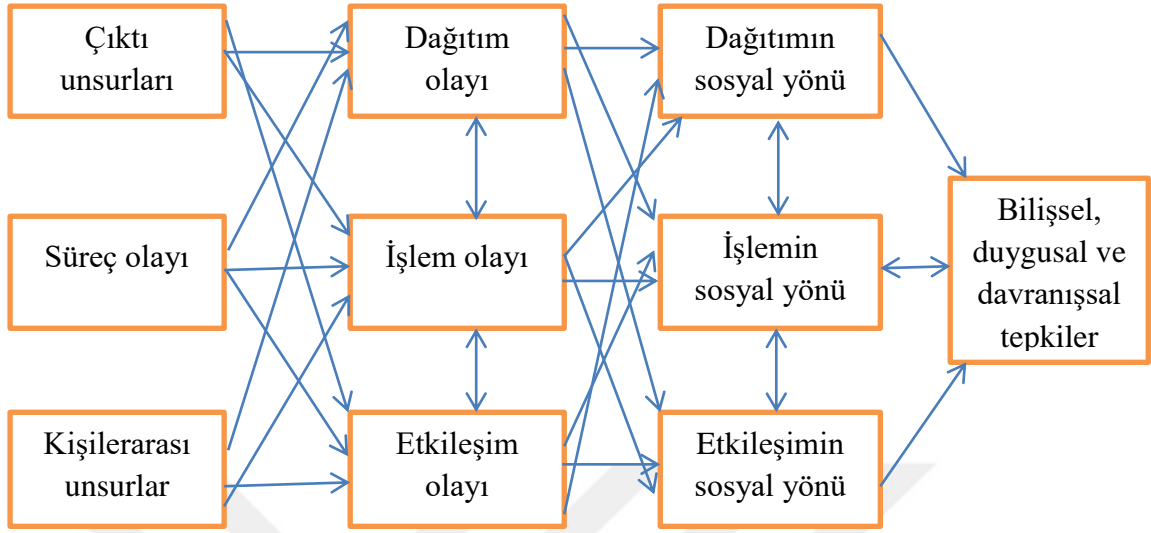 Çıktı
unsurları
Dağıtım
olayı
Dağıtımın
sosyal yönü
Süreç olayı
İşlem olayı
İşlemin
sosyal yönü
Bilişsel,
duygusal ve
davranışsal
tepkiler
Kişilerarası
unsurlar
Etkileşim
olayı
Etkileşimin
sosyal yönü